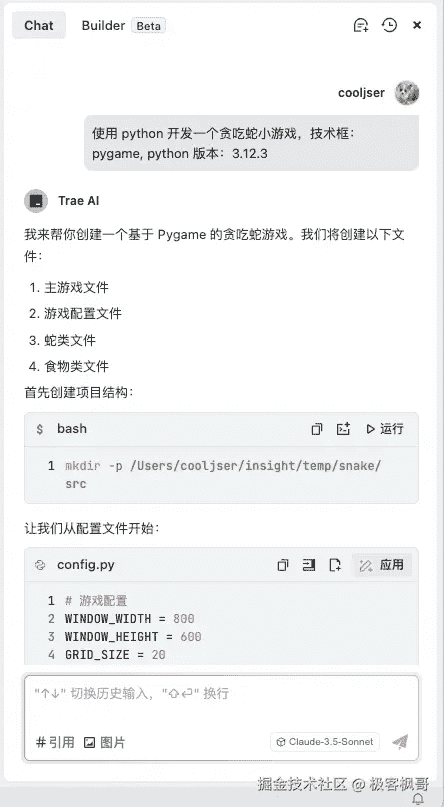 Chat Builder Beta
cooljser
使用 python 开发一个贪吃蛇小游戏，技术框：
pygame, python 版本：3.12.3
Trae AI
我来帮你创建一个基于 Pygame 的贪吃蛇游戏。我们将创建以下文
件：
1. 主游戏文件
2. 游戏配置文件
3. 蛇类文件
4. 食物类文件
首先创建项目结构：
$ bash 运行
1 mkdir -p /Users/cooljser/insight/temp/snake/
src
让我们从配置文件开始：
config.py 应用
1 # 游戏配置
2 WINDOW_WIDTH = 800
3 WINDOW_HEIGHT = 600
4 GRID_SIZE = 20
"↑↓" 切换历史输入，"⇧⏎" 换行
#引用 图片 Claude-3.5-Sonnet
掘金技术社区 @ 极客枫哥